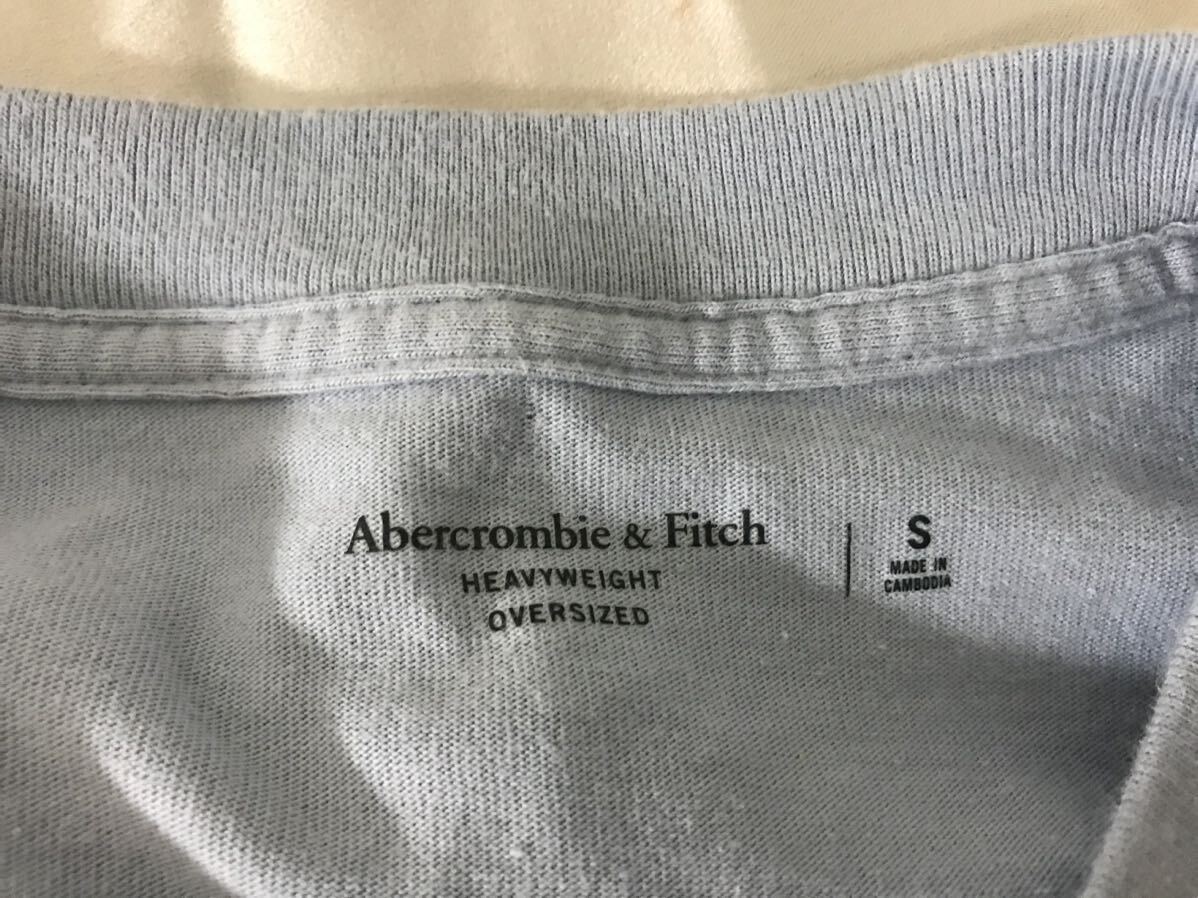 Abercrombie & Fitch
HEAVYWEIGHT
OVERSIZED
S
MADE IN
CAMBODIA